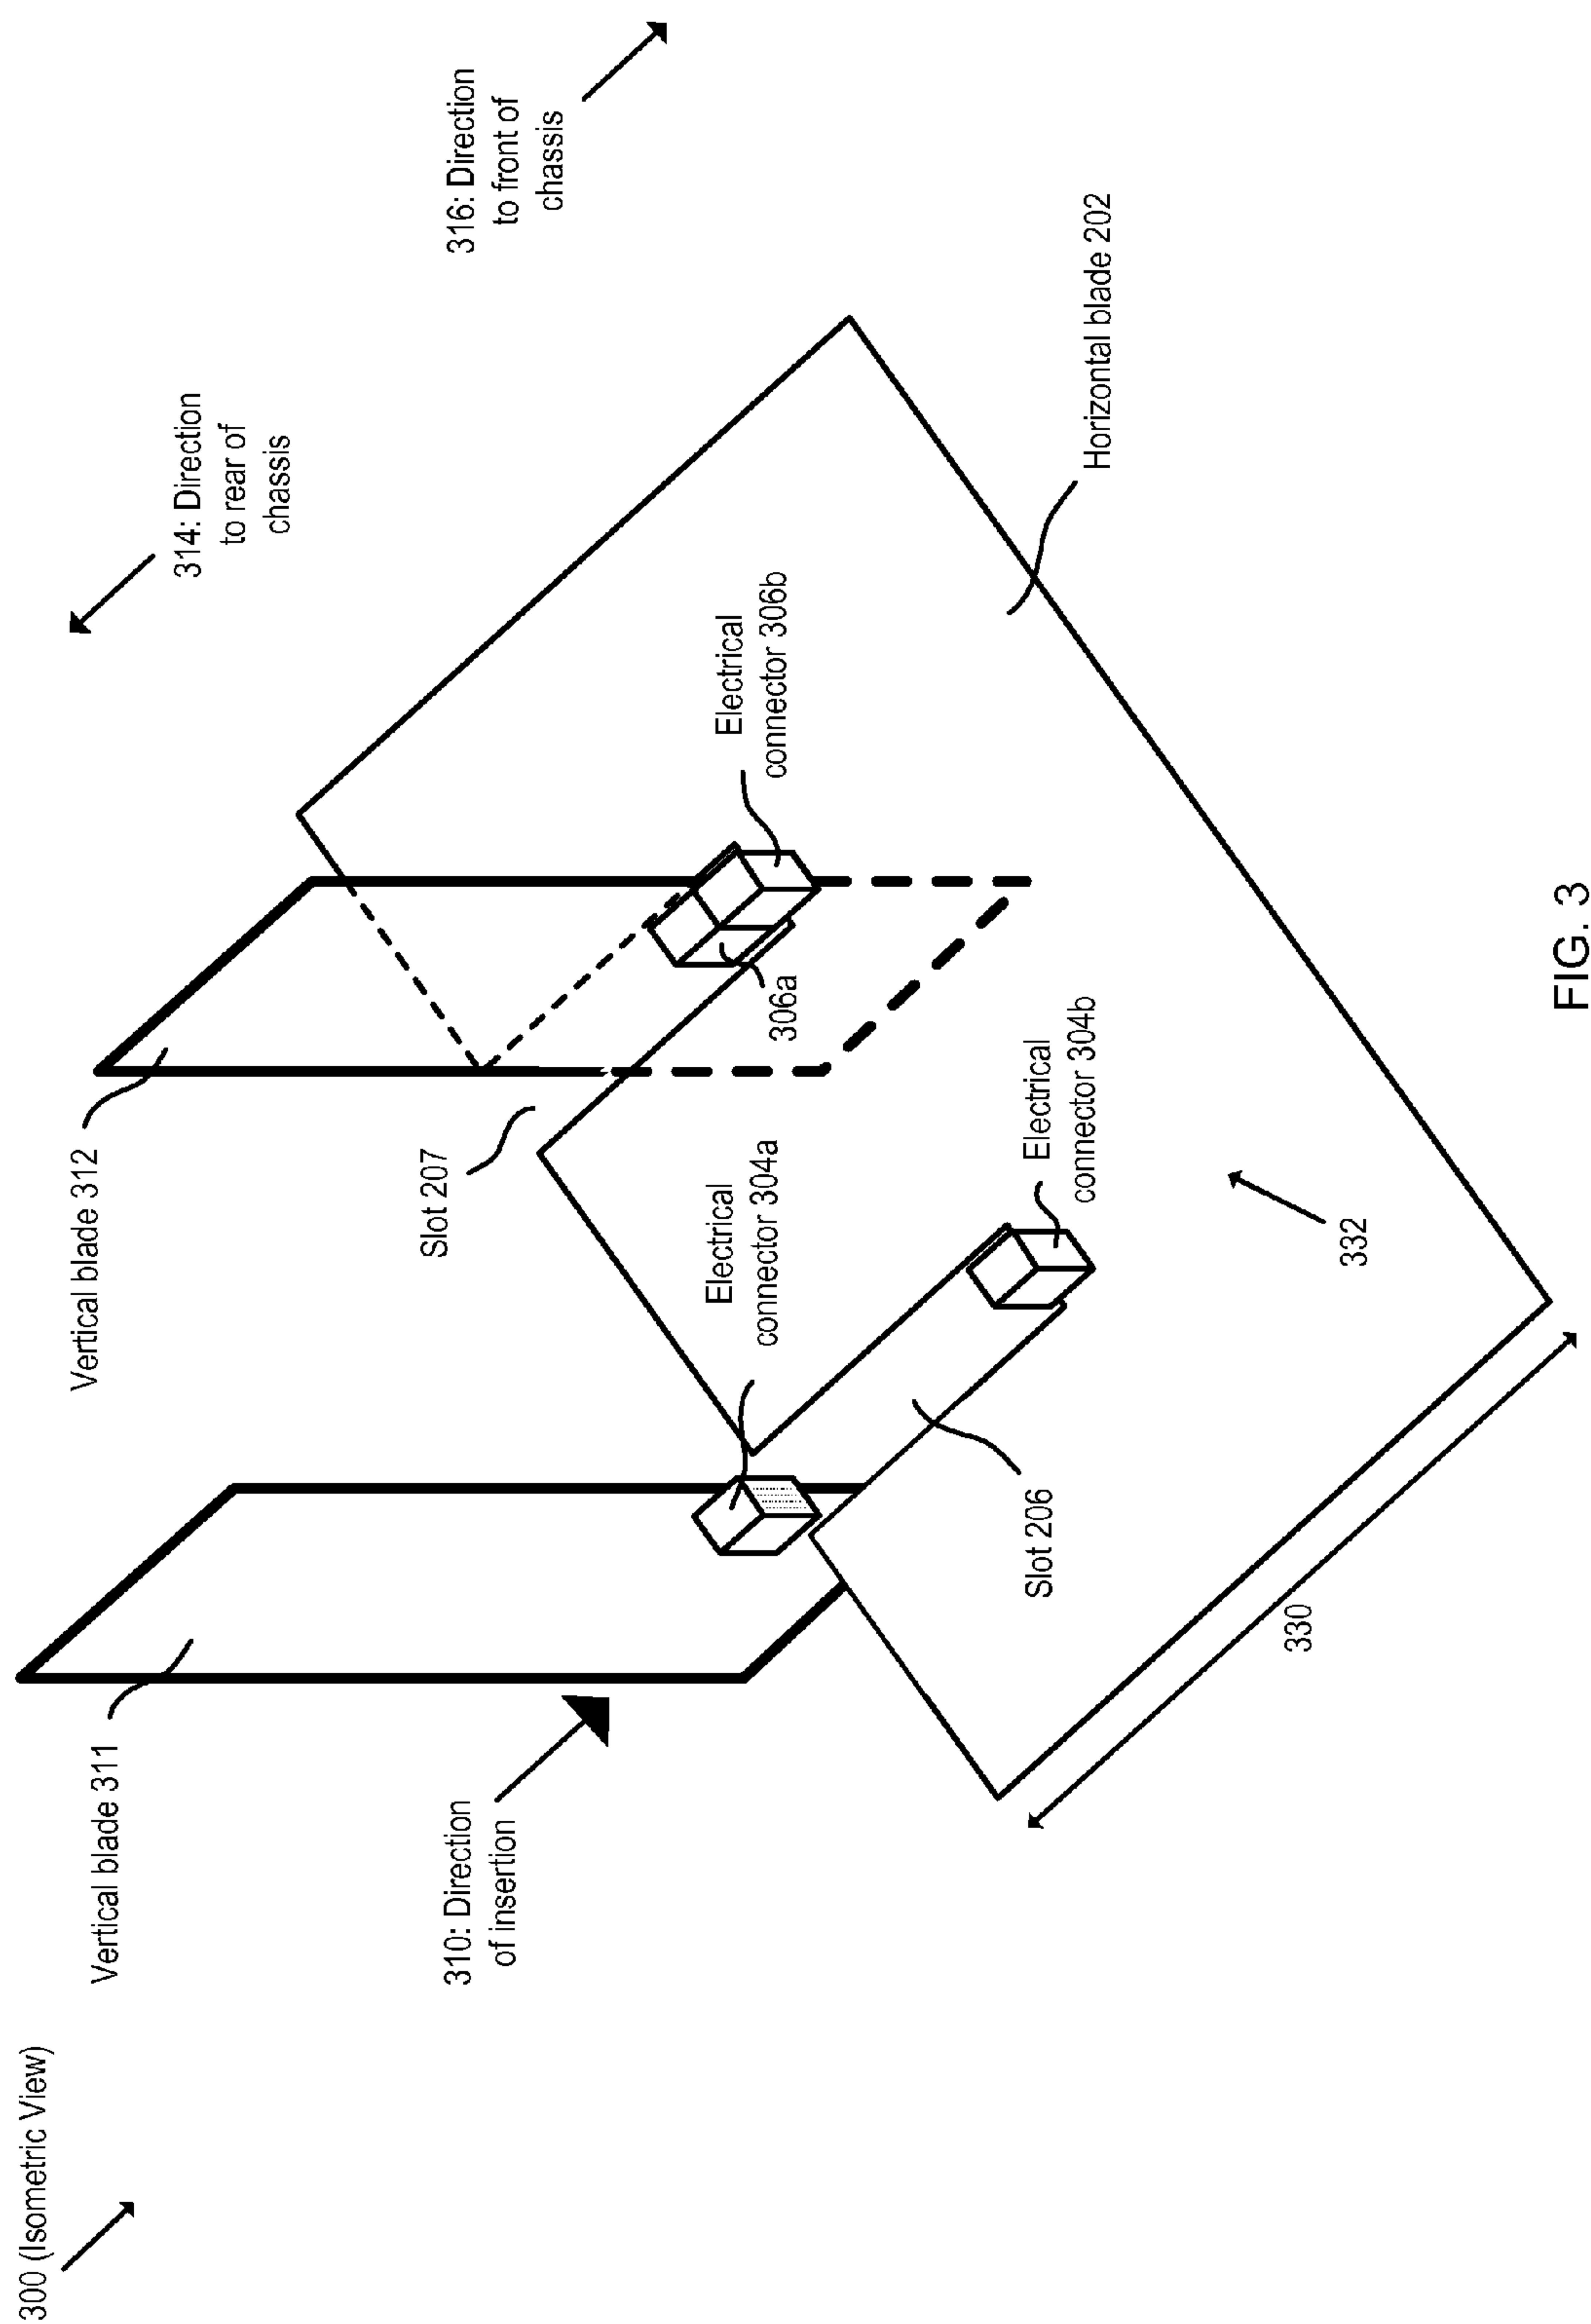 300 (Isometric View)
314: Direction
to rear of
chassis
316: Direction
to front of
chassis
310: Direction
of insertion
Vertical blade 311
Vertical blade 312
Slot 207
Electrical
connector 304a
306a
Electrical
connector 306b
Horizontal blade 202
Slot 206
Electrical
connector 304b
330
332
FIG. 3